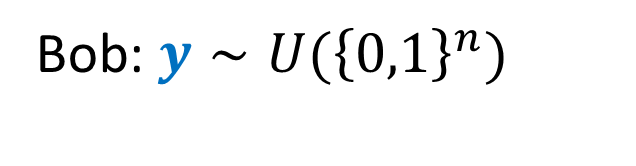 Bob: y ~ U({0,1}ⁿ)